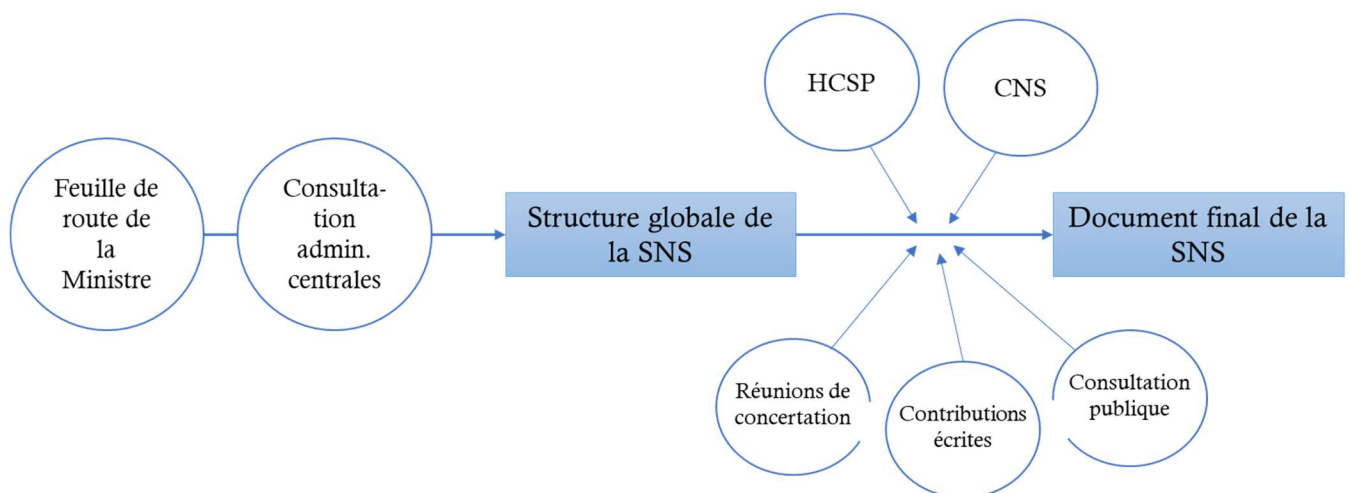 HCSP
CNS
Feuille de
route de
la
Ministre
Consulta-
tion
admin.
centrales
Structure globale de
la SNS
Document final de la
SNS
Réunions de
concertation
Contributions
écrites
Consultation
publique